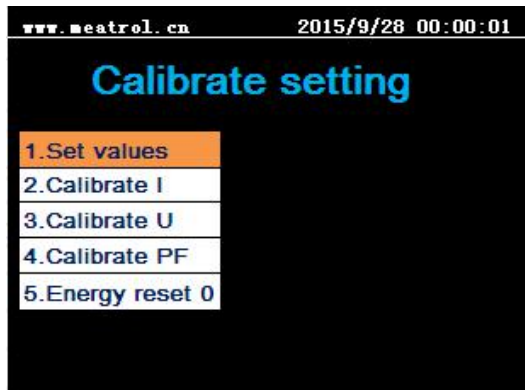 www.meatrol.cn 2015/9/28 00:00:01
Calibrate setting
1.Set values
2.Calibrate I
3.Calibrate U
4.Calibrate PF
5.Energy reset 0